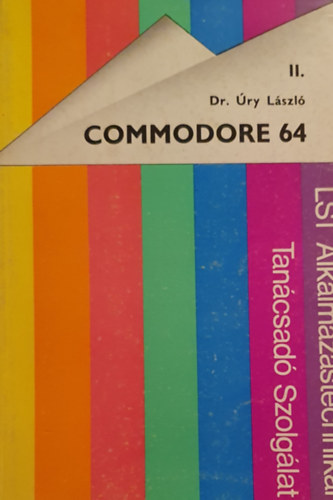 II.
Dr. Úry László
COMMODORE 64
LSI Alkalmazástechnikai
Tanácsadó Szolgálat